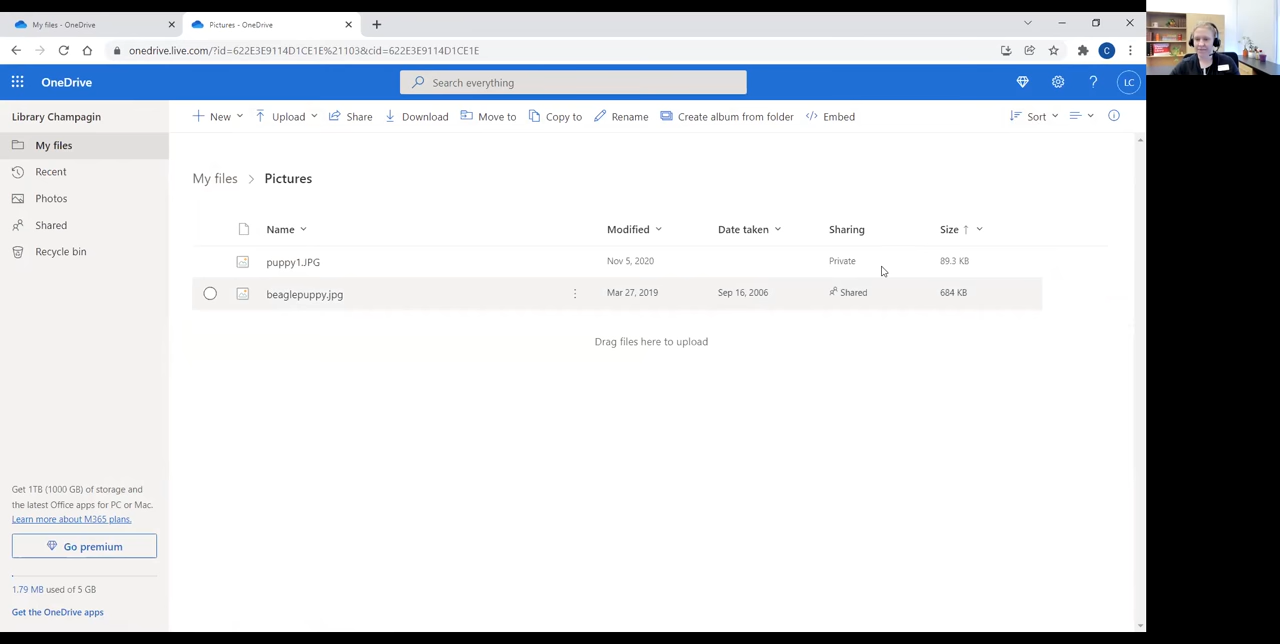 My files - OneDrive
Pictures - OneDrive
onedrive.live.com/?id=622E3E9114D1CE1E%21103&cid=622E3E9114D1CE1E
C
OneDrive
Search everything
?
LC
Library Champagin
New
Upload
Share
Download
Move to
Copy to
Rename
Create album from folder
Embed
Sort
My files
Recent
Photos
Shared
Recycle bin
My files > Pictures
Name Modified Date taken Sharing Size ↑
puppy1.JPG Nov 5, 2020 Private 89.3 KB
beaglepuppy.jpg Mar 27, 2019 Sep 16, 2006 Shared 684 KB
Drag files here to upload
Get 1TB (1000 GB) of storage and
the latest Office apps for PC or Mac.
Learn more about M365 plans.
Go premium
1.79 MB used of 5 GB
Get the OneDrive apps